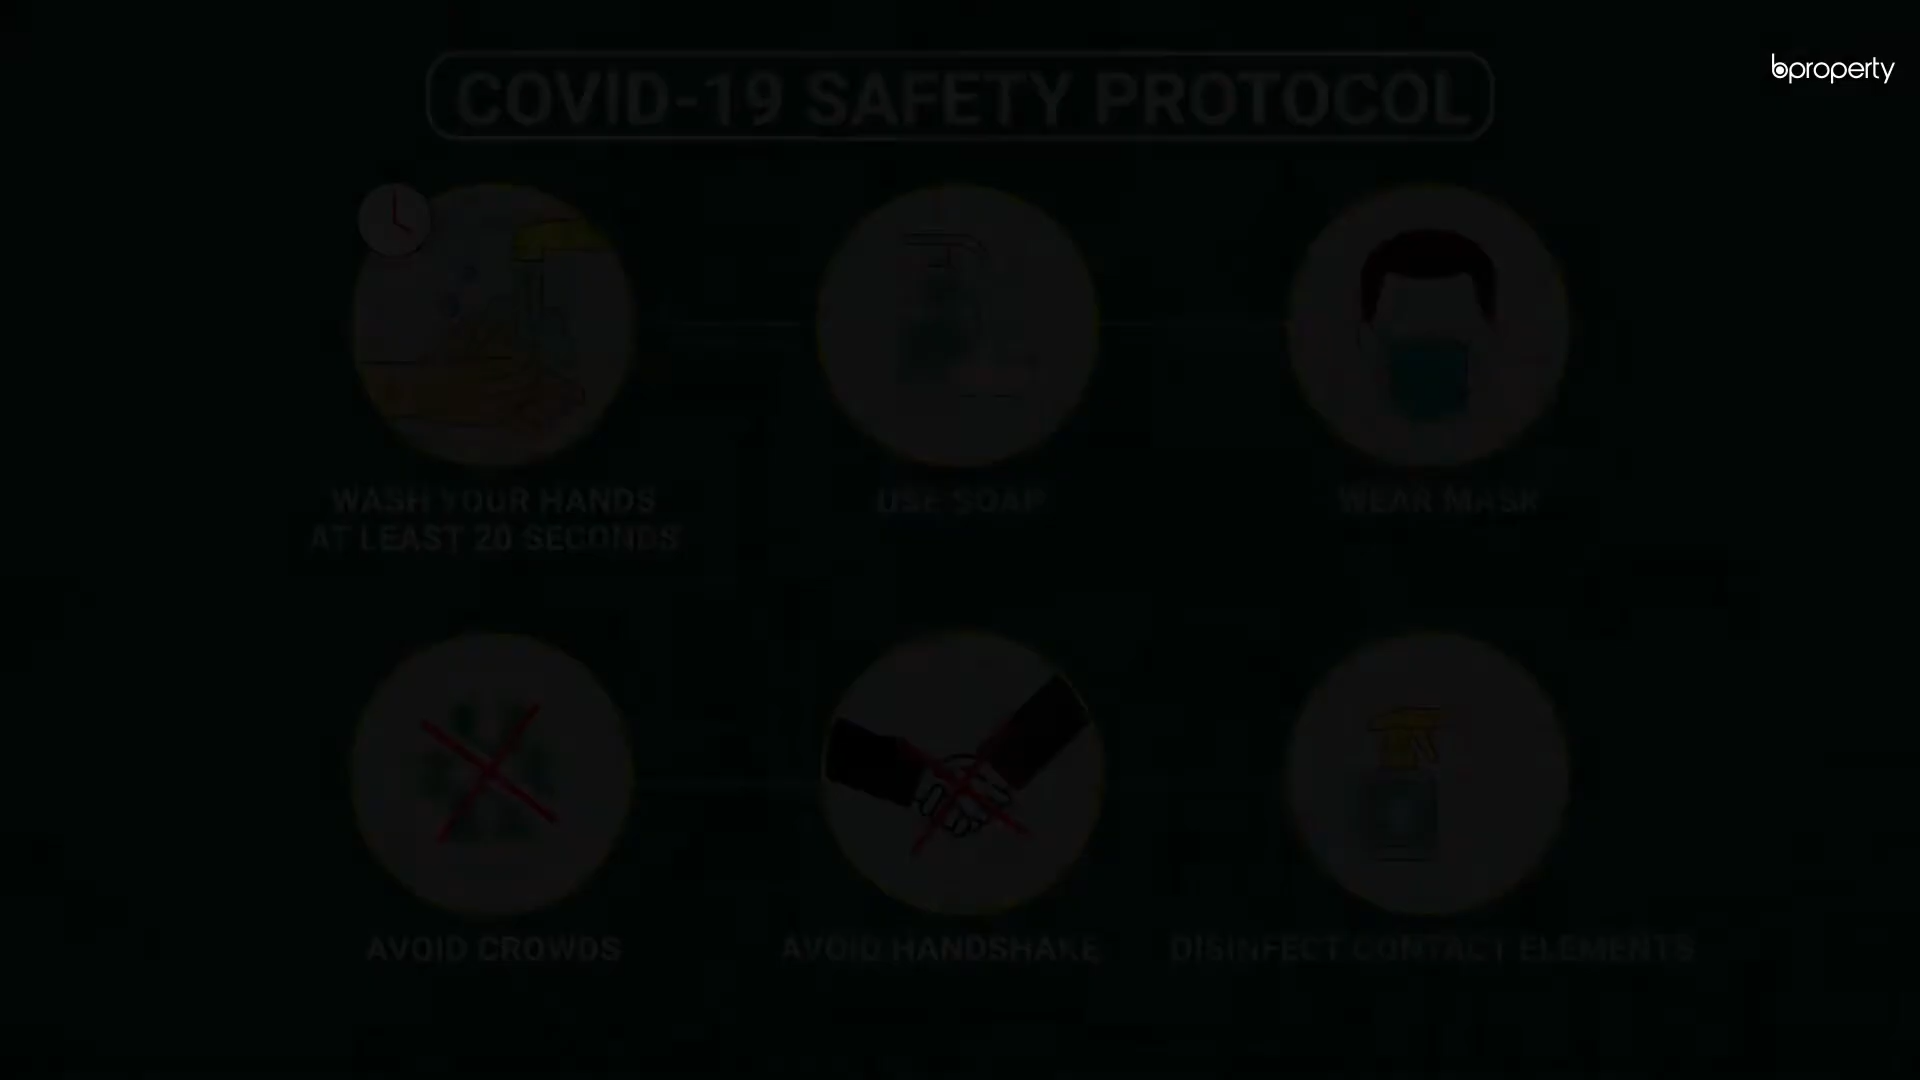 bproperty
COVID-19 SAFETY PROTOCOL
WASH YOUR HANDS
AT LEAST 20 SECONDS
USE SOAP
WEAR MASK
AVOID CROWDS
AVOID HANDSHAKE
DISINFECT CONTACT ELEMENTS